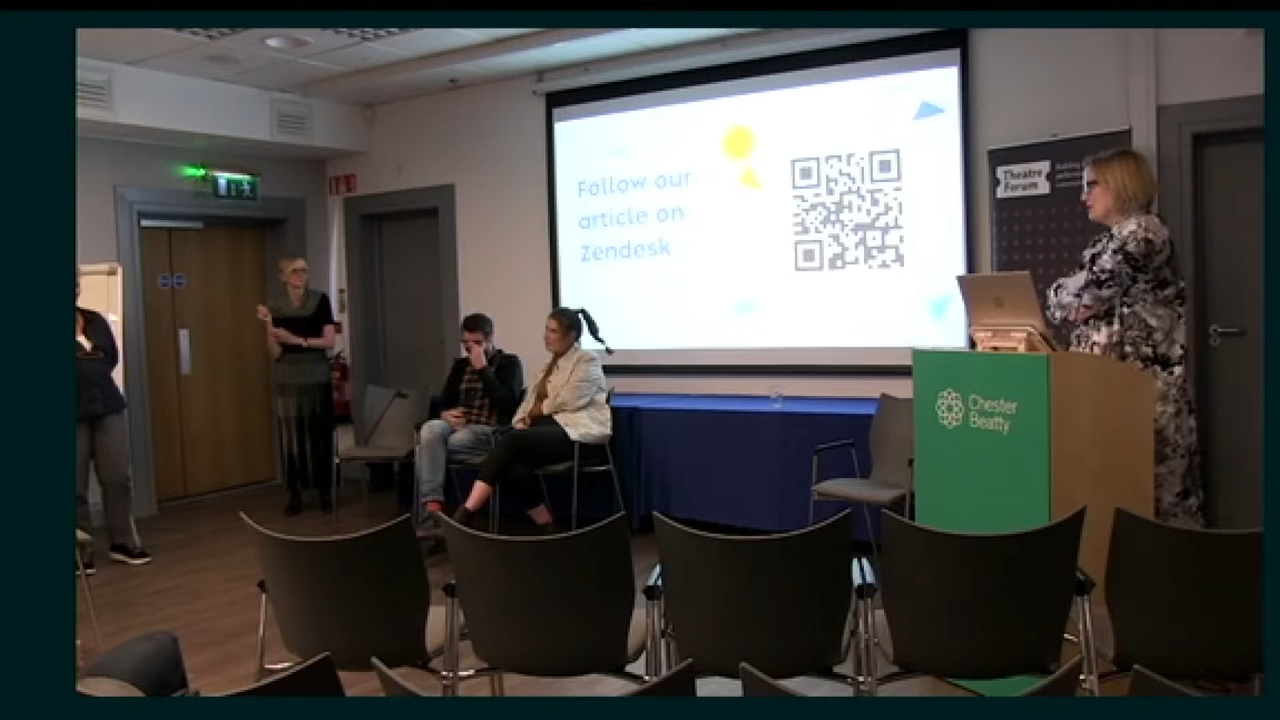 Follow our
article on
Zendesk
Theatre
Forum
Chester
Beatty